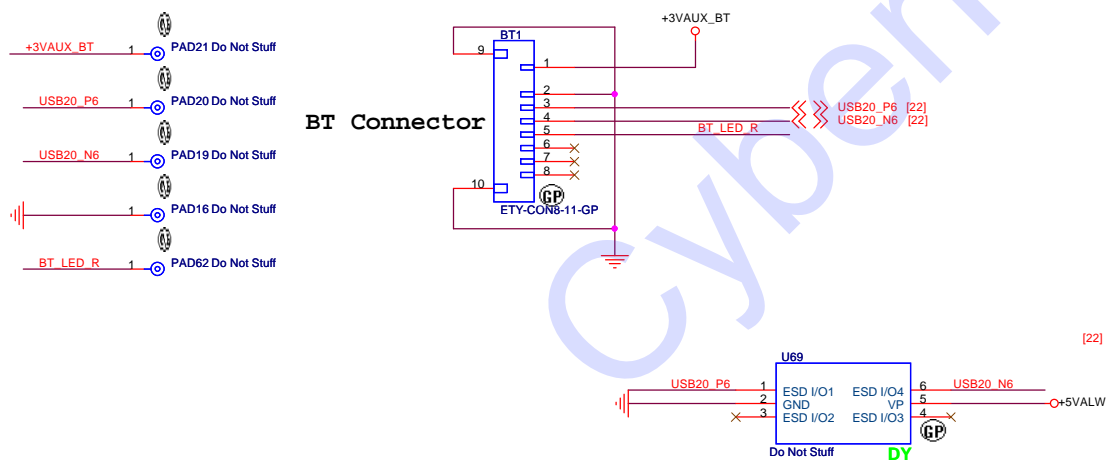 +3VAUX_BT 1 PAD21 Do Not Stuff
USB20_P6 1 PAD20 Do Not Stuff
USB20_N6 1 PAD19 Do Not Stuff
1 PAD16 Do Not Stuff
BT_LED_R 1 PAD62 Do Not Stuff
BT Connector
BT1
+3VAUX_BT
9
1
2
3 USB20_P6 [22]
4 USB20_N6 [22]
5 BT_LED_R
6
7
8
10
GP
ETY-CON8-11-GP
[22]
U69
USB20_P6 1 ESD I/O1 ESD I/O4 6 USB20_N6
2 GND VP 5 +5VALW
3 ESD I/O2 ESD I/O3 4
GP
Do Not Stuff DY
Cybern